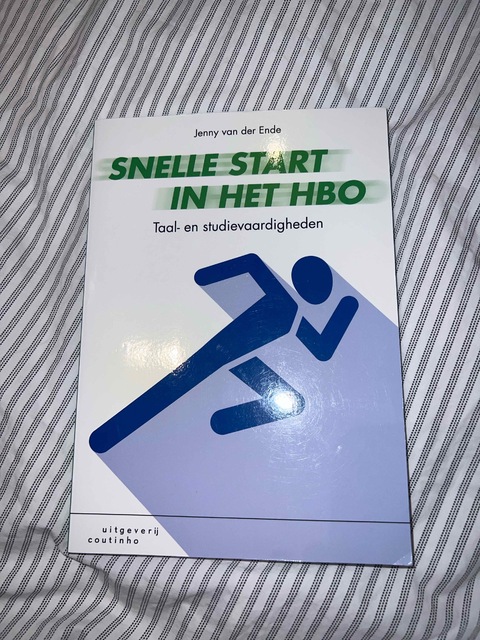 Jenny van der Ende
SNELLE START
IN HET HBO
Taal- en studievaardigheden
uitgeverij
coutinho